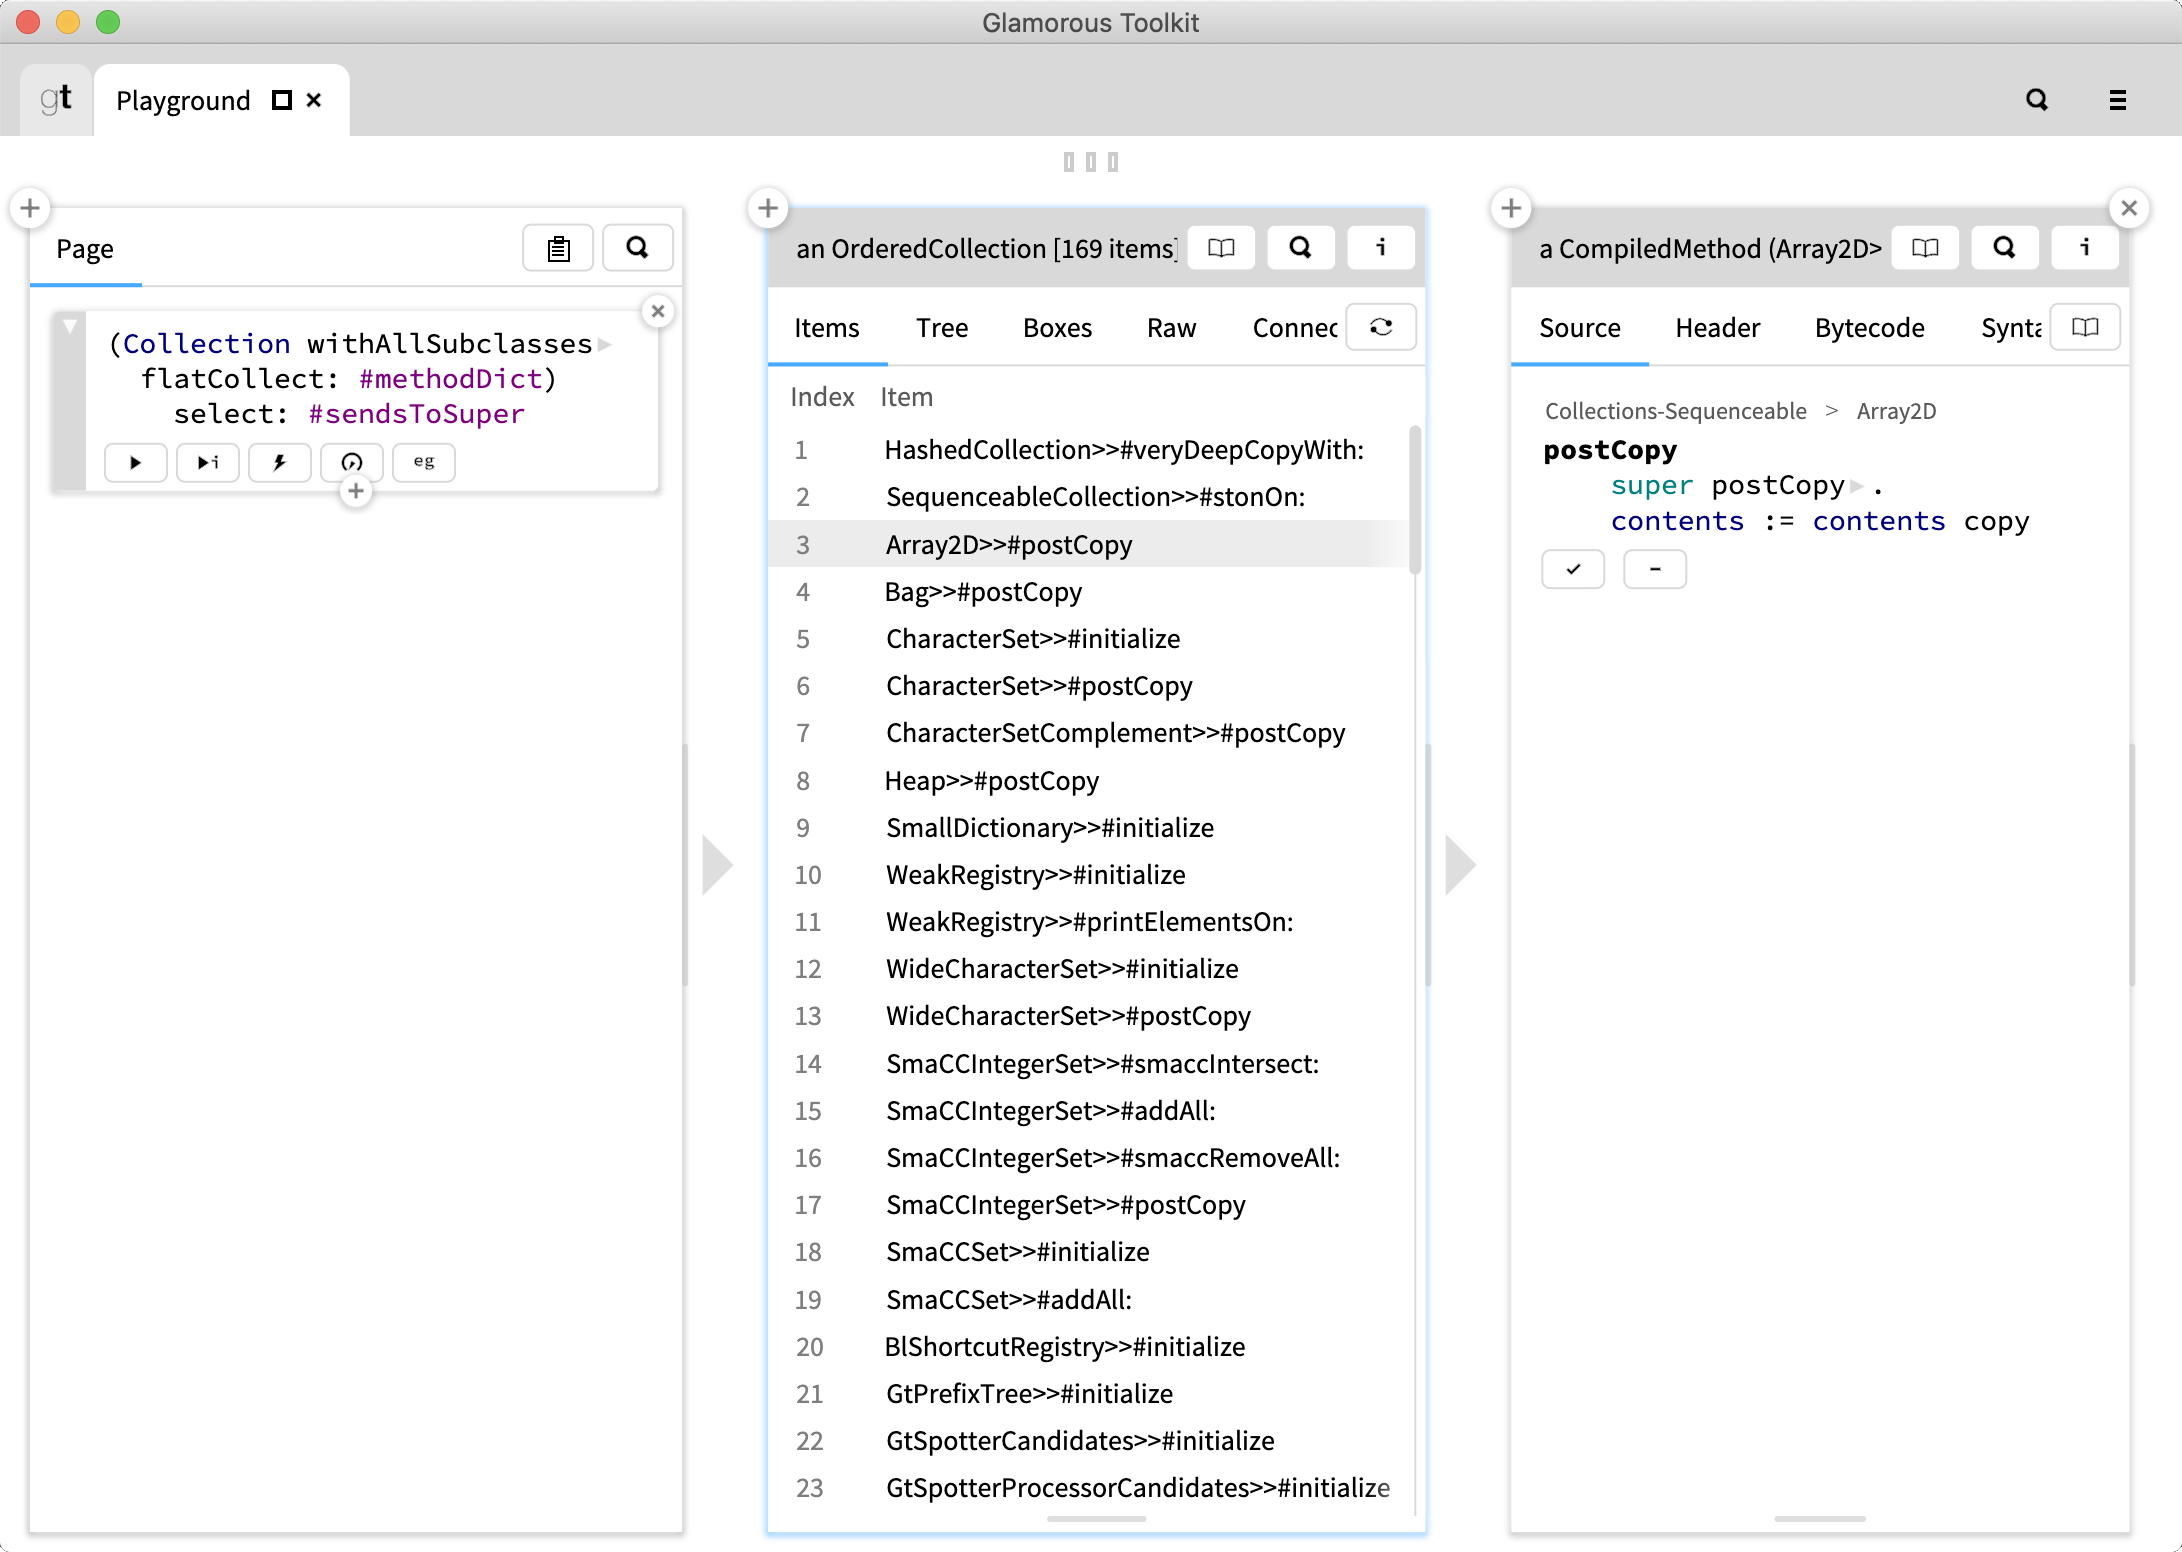 Glamorous Toolkit
gt
Playground
Page
(Collection withAllSubclasses
flatCollect: #methodDict)
select: #sendsToSuper
i
eg
an OrderedCollection [169 items]
i
Items Tree Boxes Raw Connec
Index Item
1 HashedCollection>>#veryDeepCopyWith:
2 SequenceableCollection>>#stonOn:
3 Array2D>>#postCopy
4 Bag>>#postCopy
5 CharacterSet>>#initialize
6 CharacterSet>>#postCopy
7 CharacterSetComplement>>#postCopy
8 Heap>>#postCopy
9 SmallDictionary>>#initialize
10 WeakRegistry>>#initialize
11 WeakRegistry>>#printElementsOn:
12 WideCharacterSet>>#initialize
13 WideCharacterSet>>#postCopy
14 SmaCCIntegerSet>>#smaccIntersect:
15 SmaCCIntegerSet>>#addAll:
16 SmaCCIntegerSet>>#smaccRemoveAll:
17 SmaCCIntegerSet>>#postCopy
18 SmaCCSet>>#initialize
19 SmaCCSet>>#addAll:
20 BlShortcutRegistry>>#initialize
21 GtPrefixTree>>#initialize
22 GtSpotterCandidates>>#initialize
23 GtSpotterProcessorCandidates>>#initialize
a CompiledMethod (Array2D>
i
Source Header Bytecode Synta
Collections-Sequenceable > Array2D
postCopy
super postCopy .
contents := contents copy